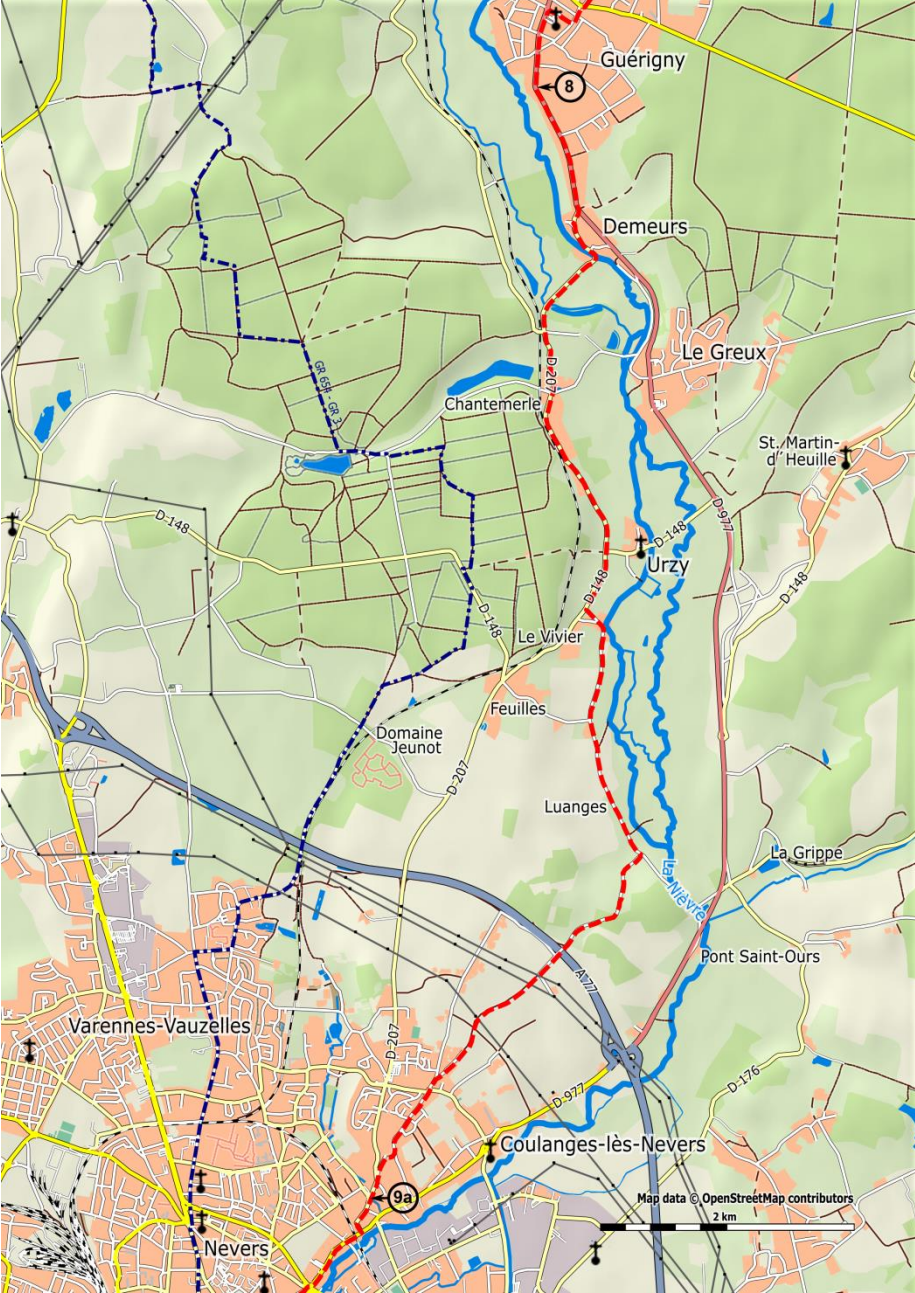 Guérigny
8
Demeurs
Le Greux
D 207
GR 654 - GR 3
Chantemerle
St. Martin-
d´Heuille
D 977
D 148
D 148
Urzy
D 148
D 148
D 148
Le Vivier
Feuilles
Domaine
Jeunot
D 207
Luanges
La Grippe
La Nièvre
Pont Saint-Ours
A 777
Varennes-Vauzelles
D 207
D 176
D 977
Coulanges-lès-Nevers
9a
Map data © OpenStreetMap contributors
2 km
Nevers